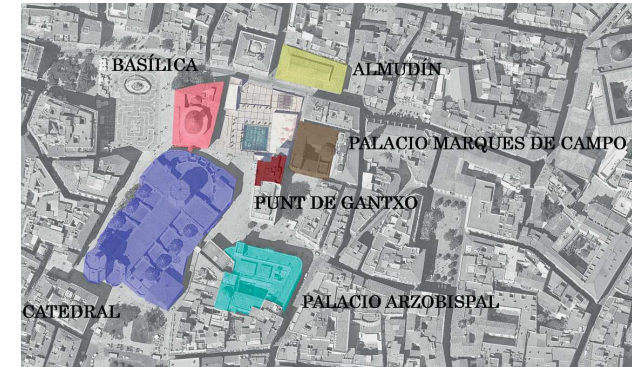 BASÍLICA
ALMUDÍN
PALACIO MARQUES DE CAMPO
PUNT DE GANTXO
PALACIO ARZOBISPAL
CATEDRAL